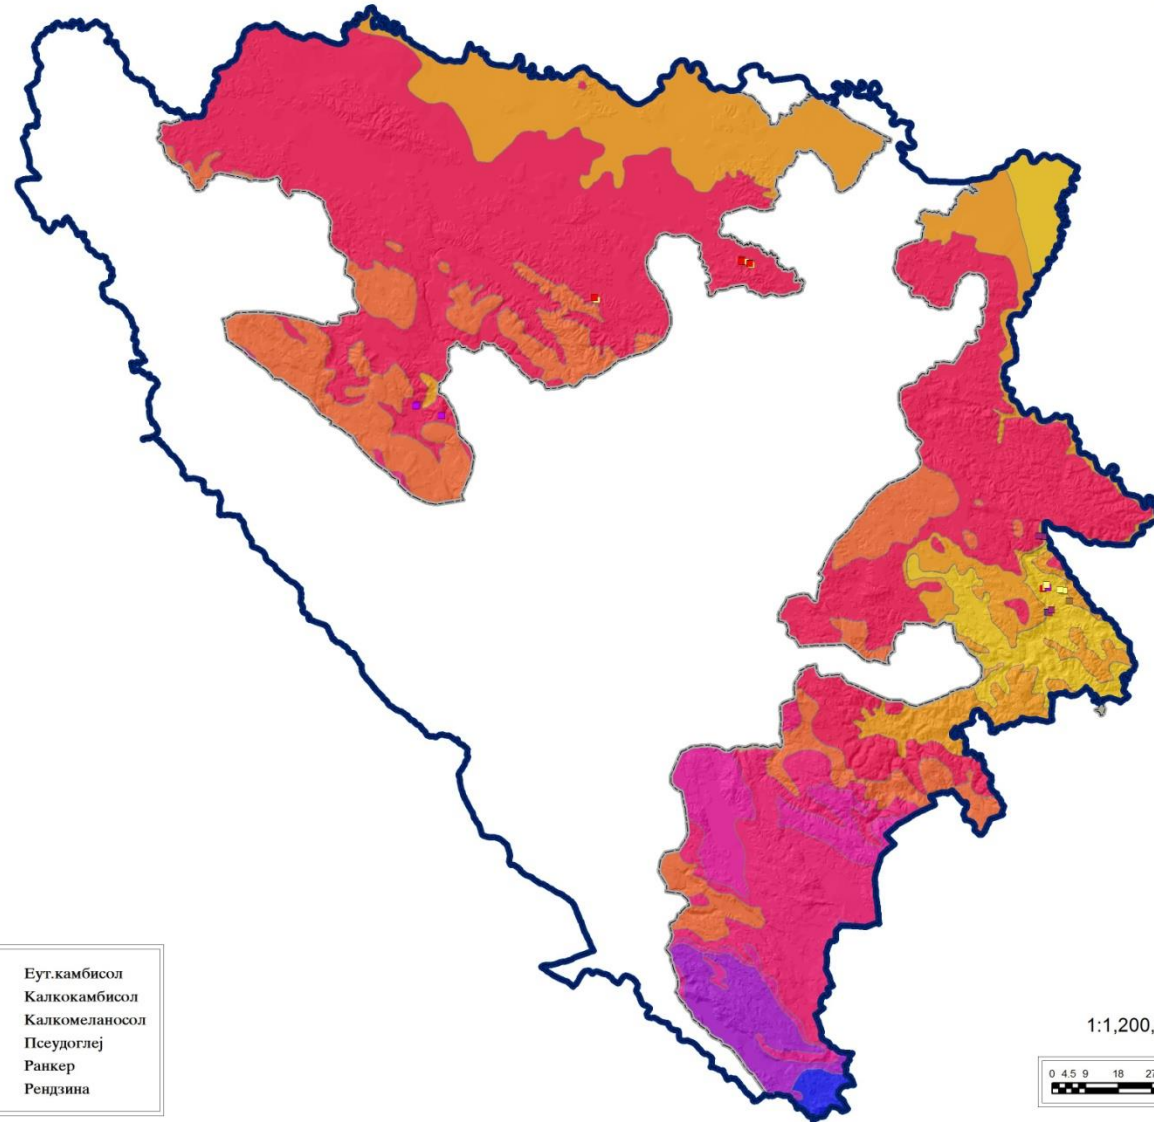 Еут.камбисол
Калкокамбисол
Калкомеланосол
Псеудоглеј
Ранкер
Рендзина
1:1,200,
0 4.5 9 18 27